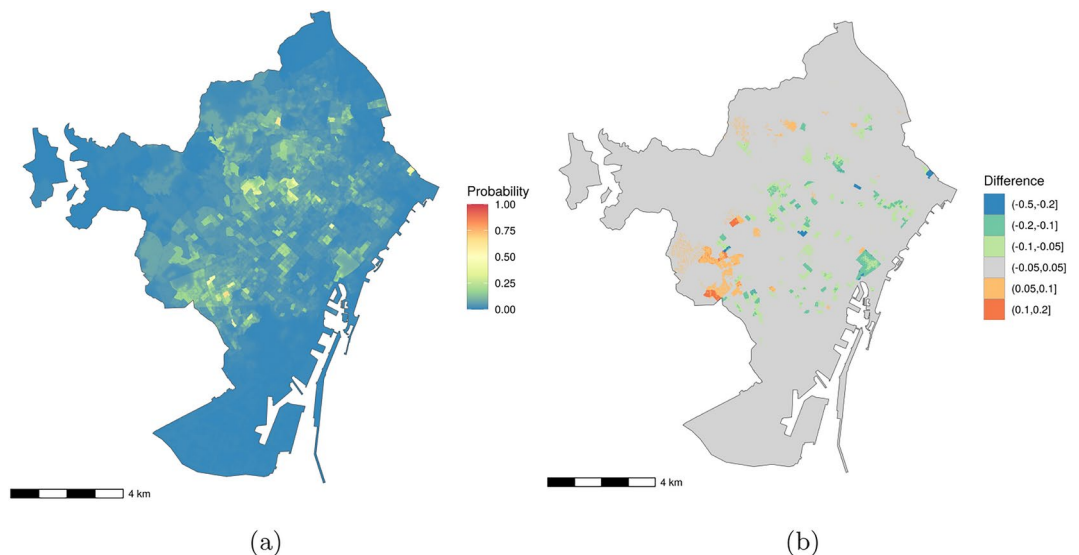 Probability
1.00
0.75
0.50
0.25
0.00
4 km
(a)
Difference
(-0.5,-0.2]
(-0.2,-0.1]
(-0.1,-0.05]
(-0.05,0.05]
(0.05,0.1]
(0.1,0.2]
4 km
(b)